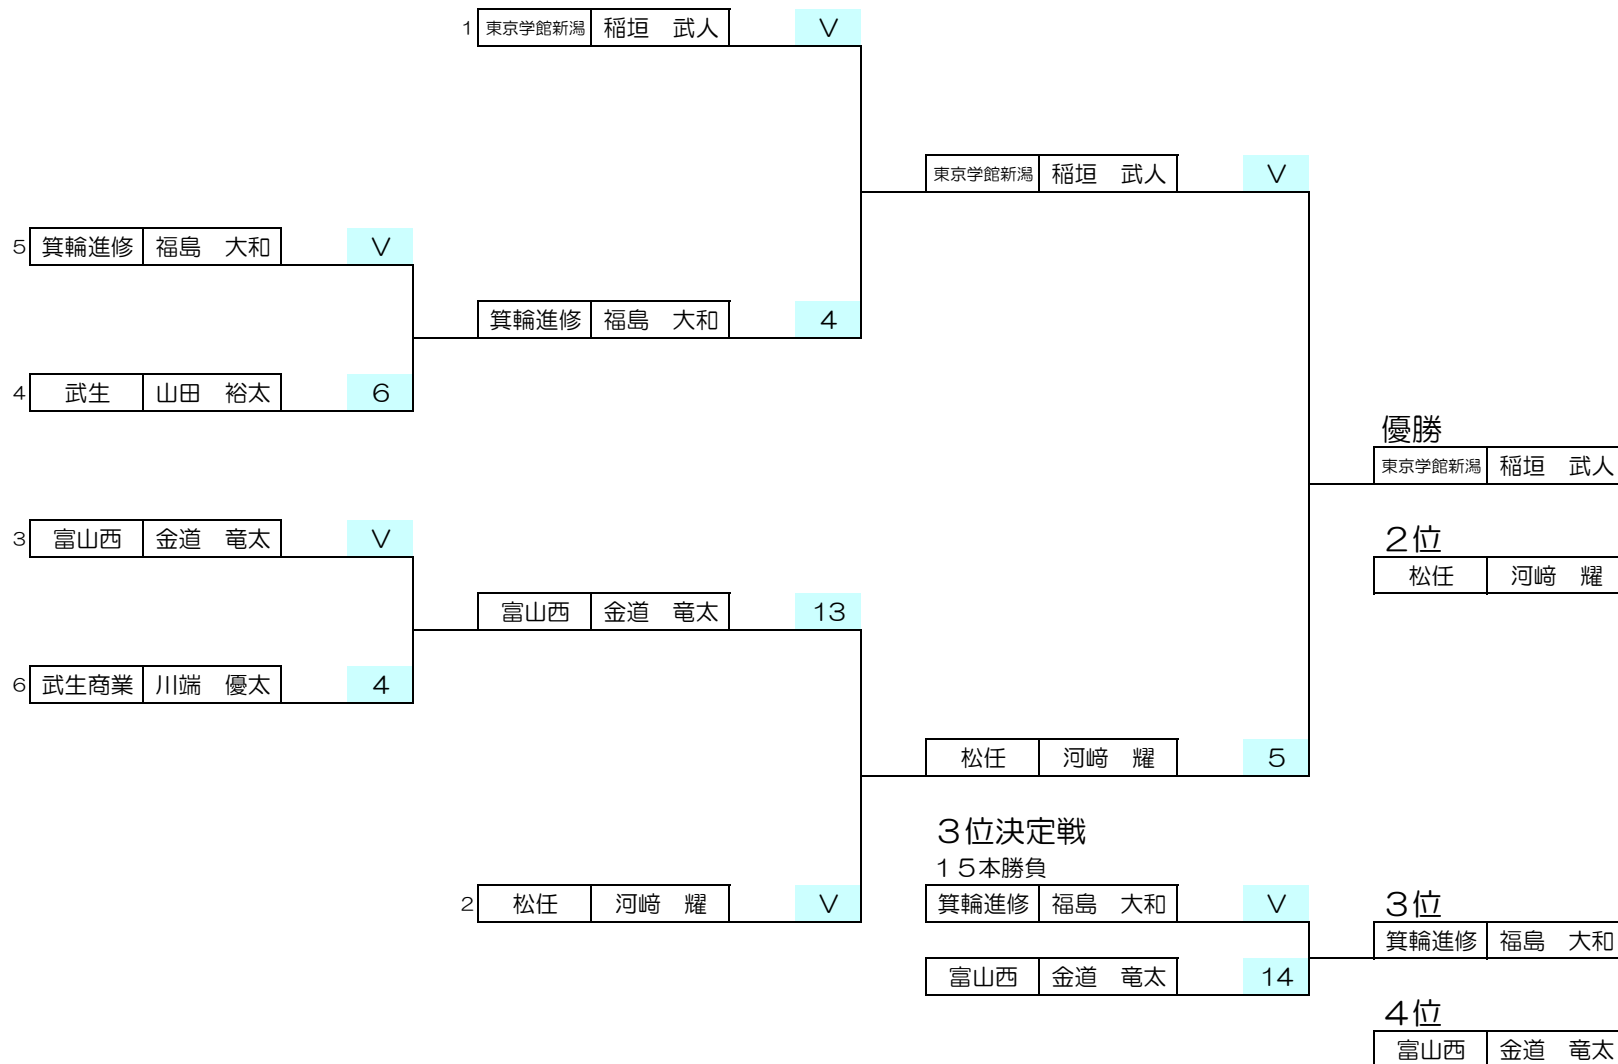 1 東京学館新潟 稲垣　武人 V
東京学館新潟 稲垣　武人 V
5 箕輪進修 福島　大和 V
箕輪進修 福島　大和 4
4 武生 山田　裕太 6
優勝
東京学館新潟 稲垣　武人
3 富山西 金道　竜太 V
２位
松任 河﨑　耀
富山西 金道　竜太 13
6 武生商業 川端　優太 4
松任 河﨑　耀 5
３位決定戦
１５本勝負
2 松任 河﨑　耀 V
箕輪進修 福島　大和 V
３位
箕輪進修 福島　大和
富山西 金道　竜太 14
４位
富山西 金道　竜太